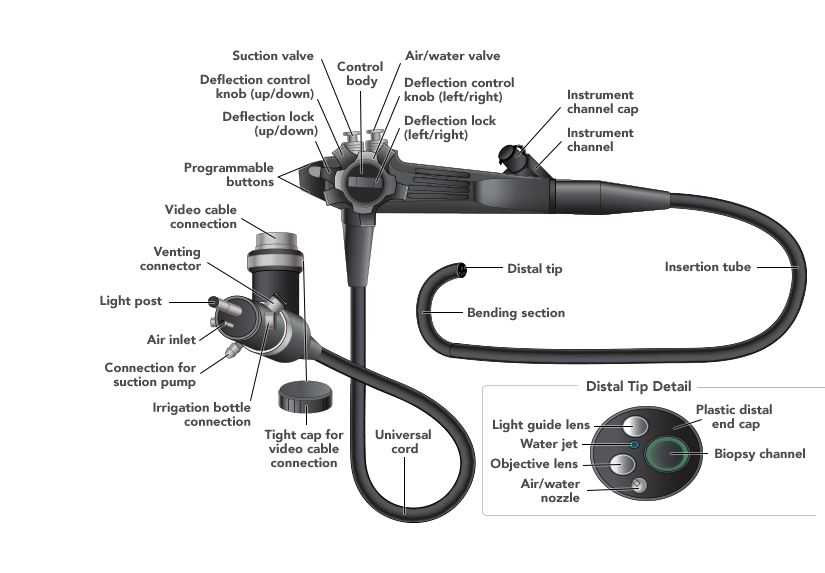 Suction valve
Air/water valve
Control
body
Deflection control
knob (up/down)
Deflection control
knob (left/right)
Instrument
channel cap
Deflection lock
(up/down)
Deflection lock
(left/right)
Instrument
channel
Programmable
buttons
Video cable
connection
Venting
connector
Distal tip
Insertion tube
Light post
Bending section
Air inlet
Connection for
suction pump
Distal Tip Detail
Irrigation bottle
connection
Plastic distal
end cap
Light guide lens
Tight cap for
video cable
connection
Universal
cord
Water jet
Biopsy channel
Objective lens
Air/water
nozzle